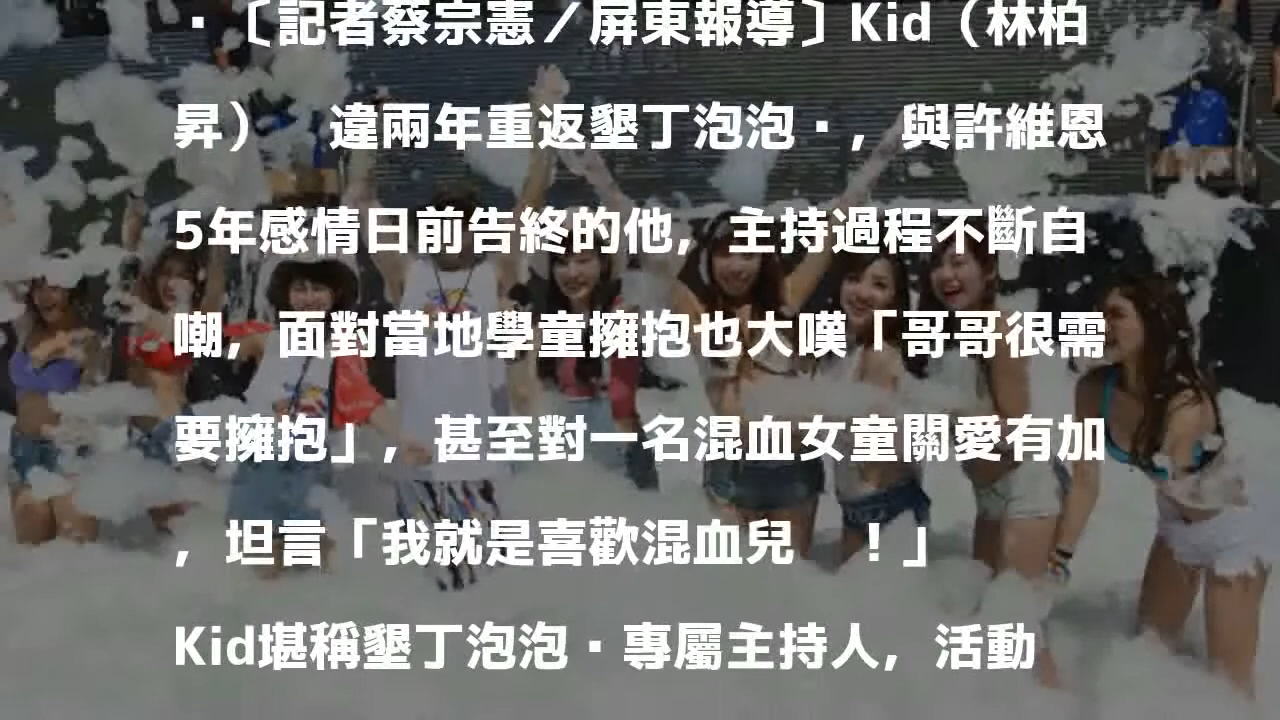 ▪〔記者蔡宗憲／屏東報導〕Kid（林柏
昇）　違兩年重返墾丁泡泡▪，與許維恩
5年感情日前告終的他，主持過程不斷自
嘲，面對當地學童擁抱也大嘆「哥哥很需
要擁抱」，甚至對一名混血女童關愛有加
，坦言「我就是喜歡混血兒　！」
Kid堪稱墾丁泡泡▪專屬主持人，活動